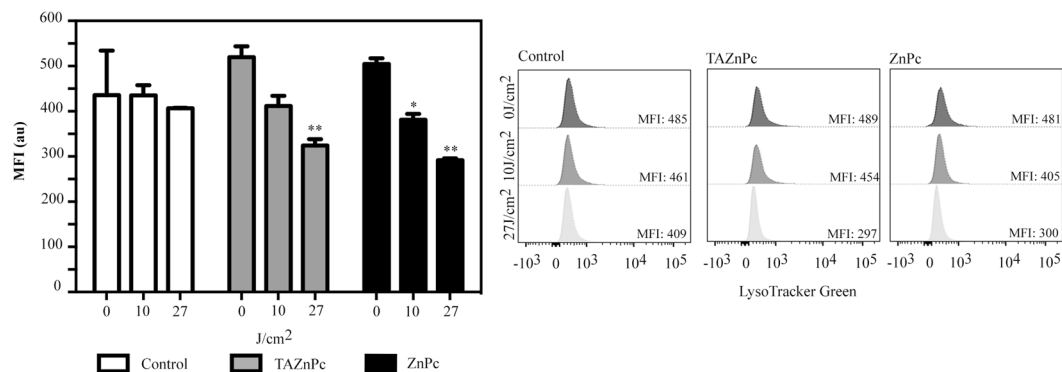 600
500
400
300
200
100
0
MFI (au)
*
**
**
0 10 27 0 10 27 0 10 27
J/cm2
Control TAZnPc ZnPc
Control TAZnPc ZnPc
0J/cm2
MFI: 485 MFI: 489 MFI: 481
10J/cm2
MFI: 461 MFI: 454 MFI: 405
27J/cm2
MFI: 409 MFI: 297 MFI: 300
-103 0 103 104 105 -103 0 103 104 105 -103 0 103 104 105
LysoTracker Green